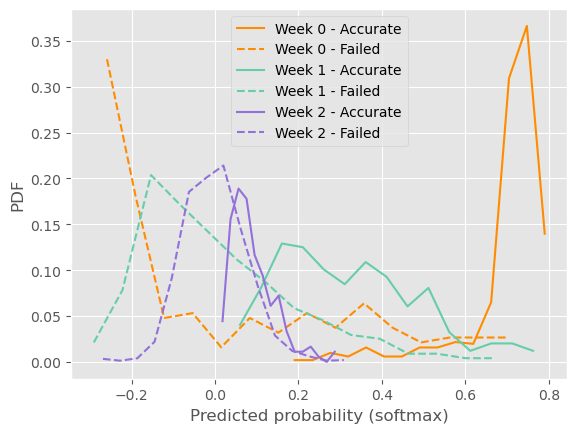 Week 0 - Accurate
Week 0 - Failed
Week 1 - Accurate
Week 1 - Failed
Week 2 - Accurate
Week 2 - Failed
PDF
0.35
0.30
0.25
0.20
0.15
0.10
0.05
0.00
−0.2
0.0
0.2
0.4
0.6
0.8
Predicted probability (softmax)